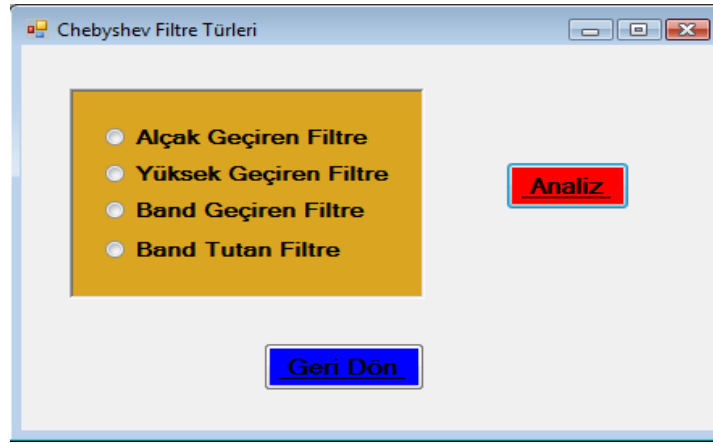 Chebyshev Filtre Türleri
Alçak Geçiren Filtre
Yüksek Geçiren Filtre
Band Geçiren Filtre
Band Tutan Filtre
Analiz
Geri Dön